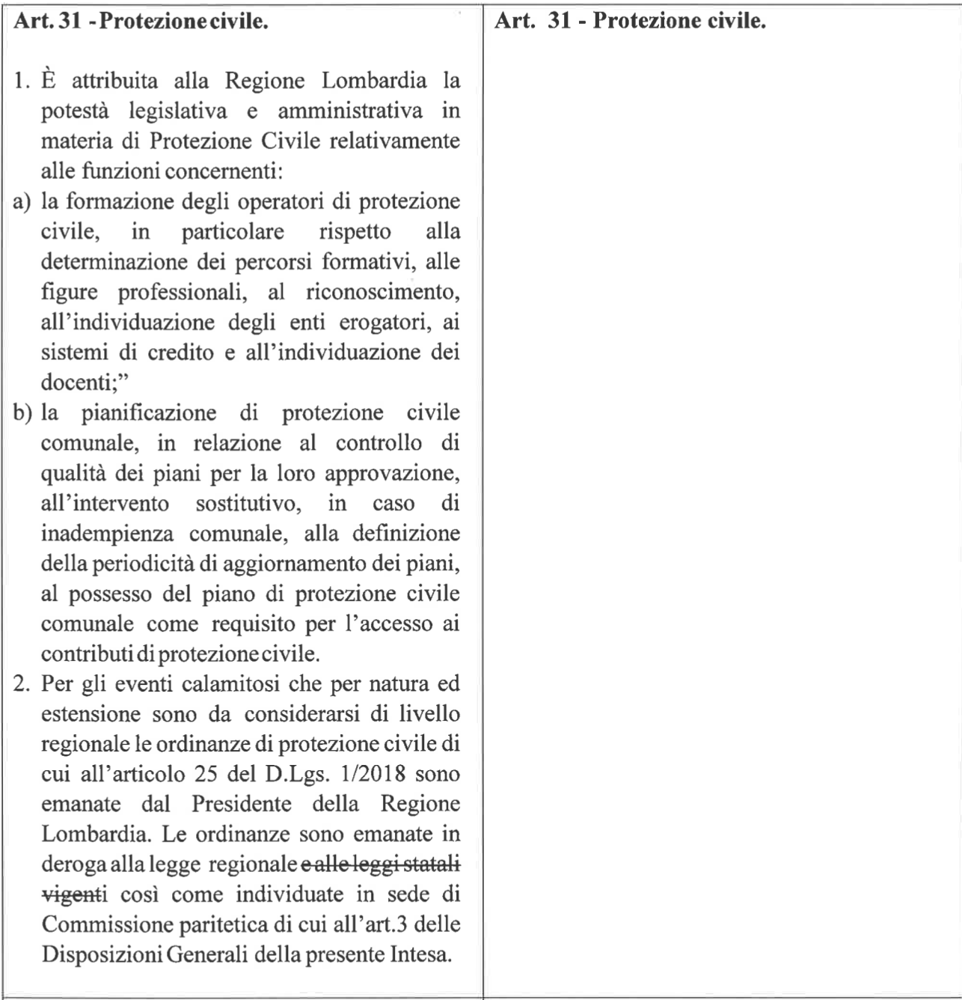 Art. 31 - Protezione civile.
1. È attribuita alla Regione Lombardia la
potestà legislativa e amministrativa in
materia di Protezione Civile relativamente
alle funzioni concernenti:
a) la formazione degli operatori di protezione
civile, in particolare rispetto alla
determinazione dei percorsi formativi, alle
figure professionali, al riconoscimento,
all'individuazione degli enti erogatori, ai
sistemi di credito e all'individuazione dei
docenti;”
b) la pianificazione di protezione civile
comunale, in relazione al controllo di
qualità dei piani per la loro approvazione,
all'intervento sostitutivo, in caso di
inadempienza comunale, alla definizione
della periodicità di aggiornamento dei piani,
al possesso del piano di protezione civile
comunale come requisito per l'accesso ai
contributi di protezione civile.
2. Per gli eventi calamitosi che per natura ed
estensione sono da considerarsi di livello
regionale le ordinanze di protezione civile di
cui all'articolo 25 del D.Lgs. 1/2018 sono
emanate dal Presidente della Regione
Lombardia. Le ordinanze sono emanate in
deroga alla legge regionale e alle leggi statali
vigenti così come individuate in sede di
Commissione paritetica di cui all'art.3 delle
Disposizioni Generali della presente Intesa.
Art. 31 - Protezione civile.